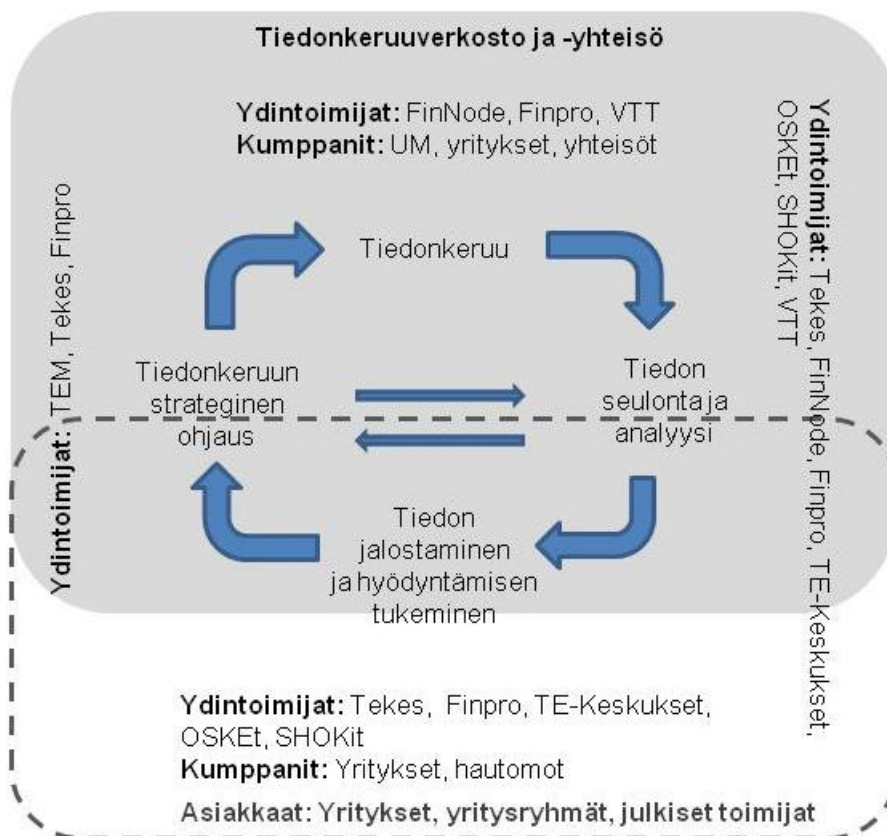 Tiedonkeruuverkosto ja -yhteisö
Ydintoimijat: FinNode, Finpro, VTT
Kumppanit: UM, yritykset, yhteisöt
Ydintoimijat: Tekes, FinNode, Finpro, TE-Keskukset,
OSKEt, SHOKit, VTT
Ydintoimijat: TEM, Tekes, Finpro
Tiedonkeruu
Tiedonkeruun
strateginen
ohjaus
Tiedon
seulonta ja
analyysi
Tiedon
jalostaminen
ja hyödyntämisen
tukeminen
Ydintoimijat: Tekes, Finpro, TE-Keskukset,
OSKEt, SHOKit
Kumppanit: Yritykset, hautomot
Asiakkaat: Yritykset, yritysryhmät, julkiset toimijat